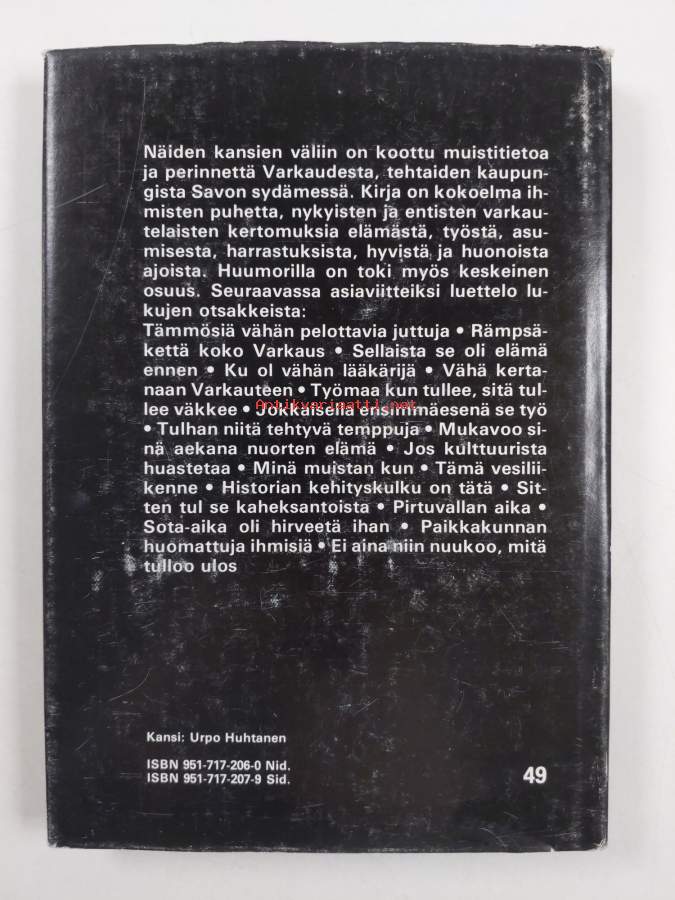 Näiden kansien väliin on koottu muistitietoa
ja perinnettä Varkaudesta, tehtaiden kaupun-
gista Savon sydämessä. Kirja on kokoelma ih-
misten puhetta, nykyisten ja entisten varkau-
telaisten kertomuksia elämästä, työstä, asu-
misesta, harrastuksista, hyvistä ja huonoista
ajoista. Huumorilla on toki myös keskeinen
osuus. Seuraavassa asiaviitteiksi luettelo lu-
kujen otsakkeista:
Tämmösiä vähän pelottavia juttuja • Rämpsä-
kettä koko Varkaus • Sellaista se oli elämä
ennen • Ku ol vähän lääkärijä • Vähä kerta-
naan Varkauteen • Työmaa kun tullee, sitä tul-
lee väkkee • Jokkaisella ensimmäesenä se työ
Antikvariaatti.net
• Tulhan niitä tehtyvä temppuja • Mukavoo si-
nä aekana nuorten elämä • Jos kulttuurista
huastetaa • Minä muistan kun • Tämä vesilii-
kenne • Historian kehityskulku on tätä • Sit-
ten tul se kaheksantoista • Pirtuvallan aika •
Sota-aika oli hirveetä ihan • Paikkakunnan
huomattuja ihmisiä • Ei aina niin nuukoo, mitä
tulloo ulos
Kansi: Urpo Huhtanen
ISBN 951-717-206-0 Nid.
ISBN 951-717-207-9 Sid.
49